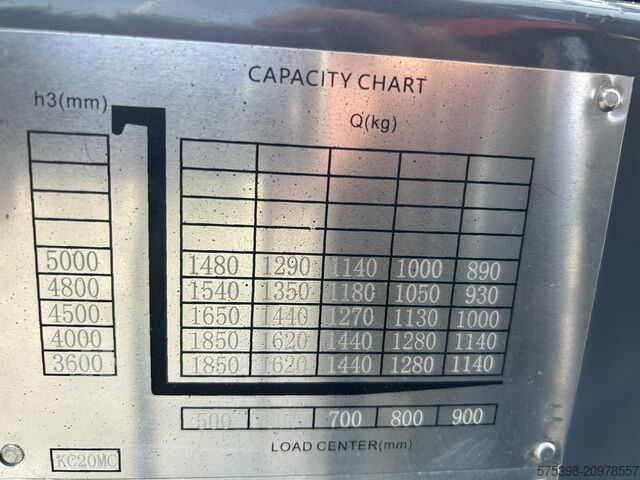 CAPACITY CHART
h3(mm)
Q(kg)
5000 1480 1290 1140 1000 890
4800 1540 1350 1180 1050 930
4500 1650 1440 1270 1130 1000
4000 1850 1620 1440 1280 1140
3600 1850 1620 1440 1280 1140
500 700 800 900
LOAD CENTER(mm)
KC20MC
575398-20978557